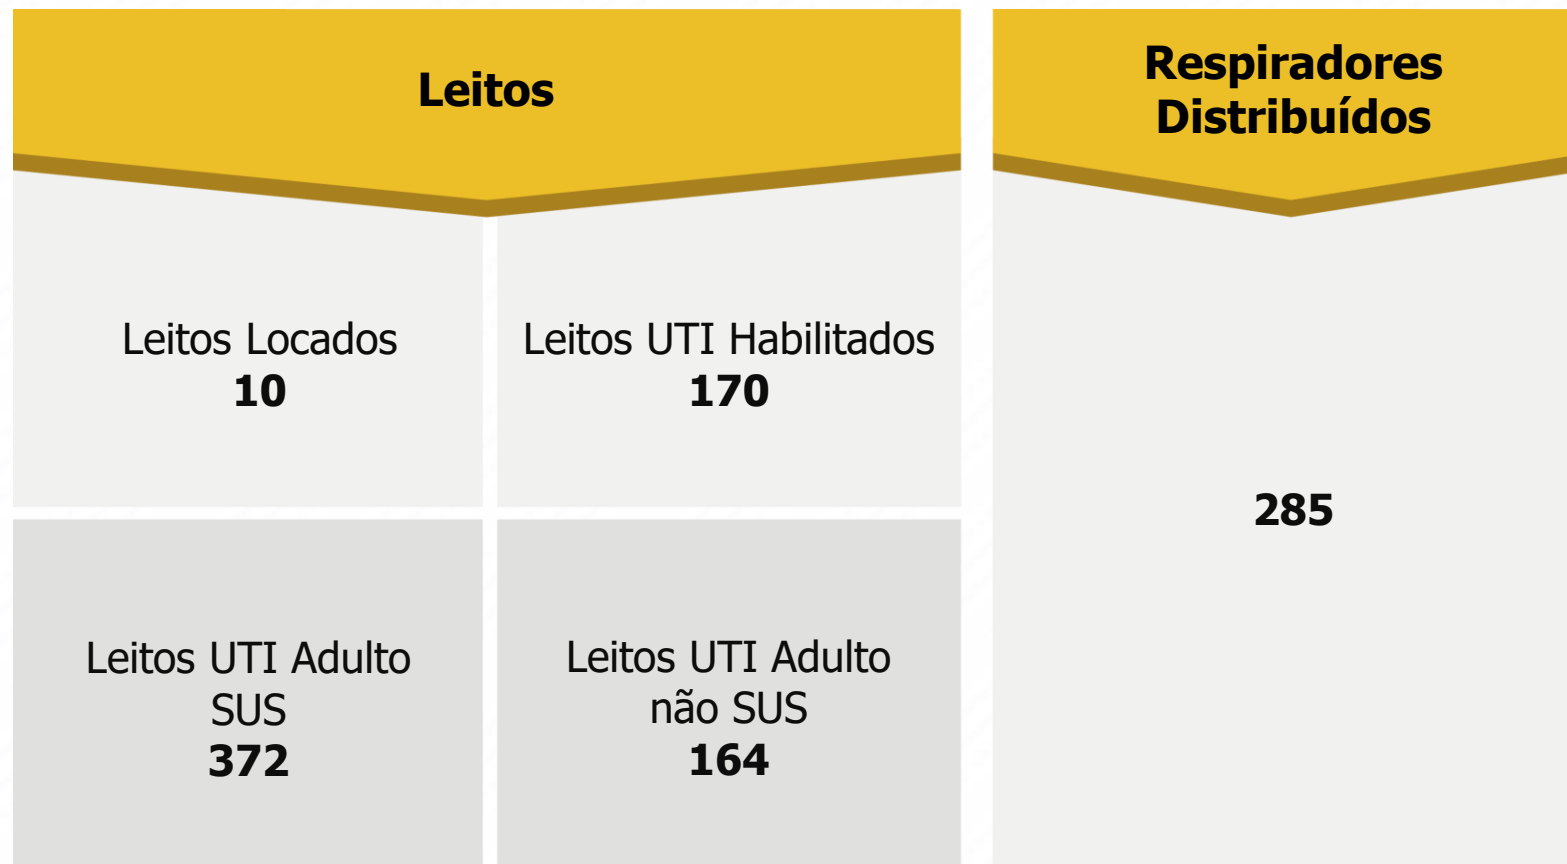 Leitos
Leitos Locados
10
Leitos UTI Habilitados
170
Leitos UTI Adulto
SUS
372
Leitos UTI Adulto
não SUS
164
Respiradores
Distribuídos
285